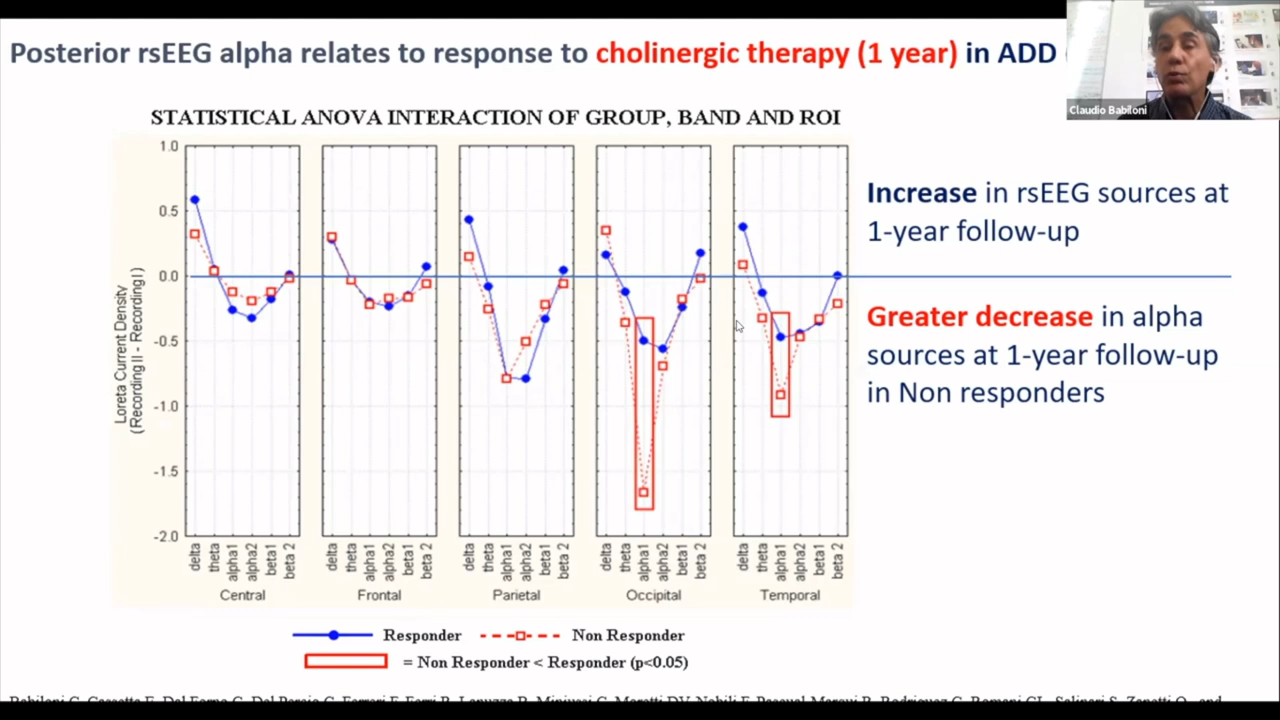 Posterior rsEEG alpha relates to response to cholinergic therapy (1 year) in ADD
Claudio Babiloni
STATISTICAL ANOVA INTERACTION OF GROUP, BAND AND ROI
1.0
0.5
0.0
-0.5
-1.0
-1.5
-2.0
Loreta Current Density
(Recording II - Recording I)
delta theta alpha1 alpha2 beta1 beta 2
delta theta alpha1 alpha2 beta1 beta 2
delta theta alpha1 alpha2 beta1 beta 2
delta theta alpha1 alpha2 beta1 beta 2
delta theta alpha1 alpha2 beta1 beta 2
Central Frontal Parietal Occipital Temporal
Responder Non Responder
= Non Responder < Responder (p<0.05)
Increase in rsEEG sources at
1-year follow-up
Greater decrease in alpha
sources at 1-year follow-up
in Non responders